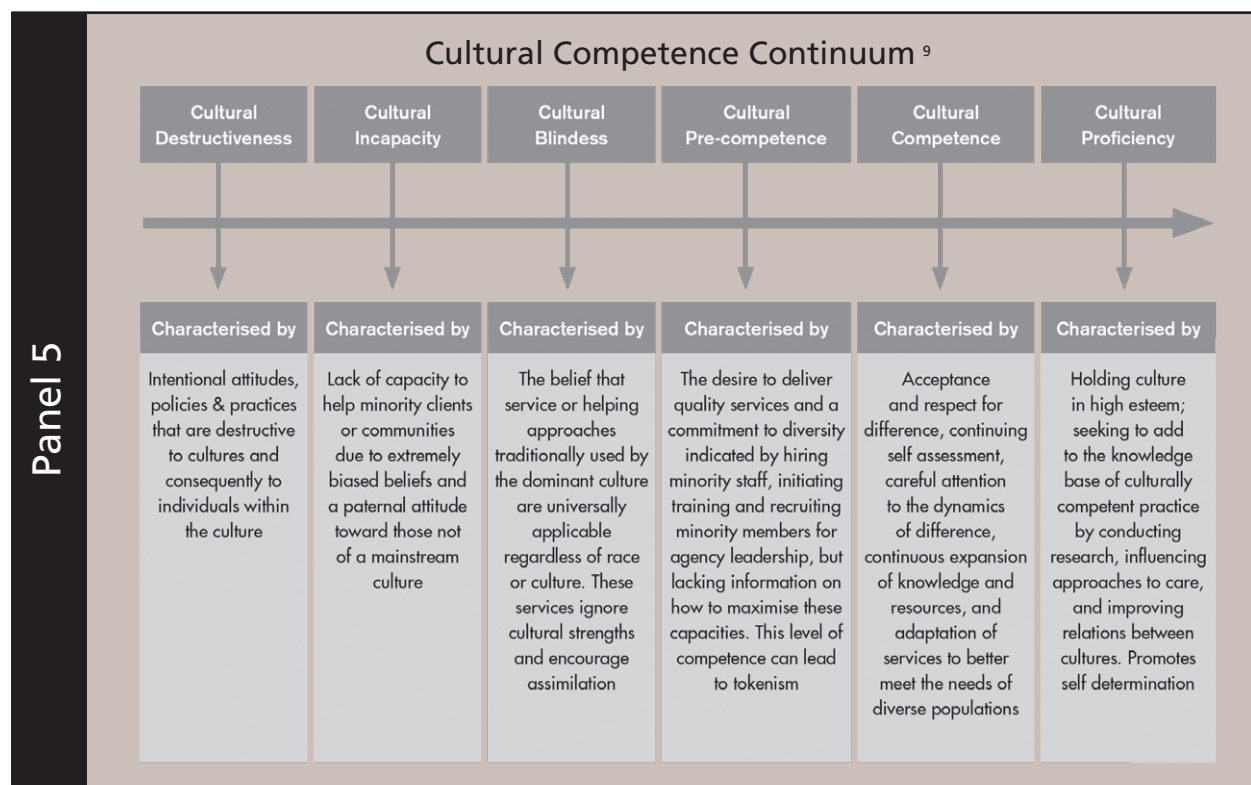 Panel 5
Cultural Competence Continuum 9
Cultural
Destructiveness
Cultural
Incapacity
Cultural
Blindess
Cultural
Pre-competence
Cultural
Competence
Cultural
Proficiency
Characterised by
Intentional attitudes,
policies & practices
that are destructive
to cultures and
consequently to
individuals within
the culture
Characterised by
Lack of capacity to
help minority clients
or communities
due to extremely
biased beliefs and
a paternal attitude
toward those not
of a mainstream
culture
Characterised by
The belief that
service or helping
approaches
traditionally used by
the dominant culture
are universally
applicable
regardless of race
or culture. These
services ignore
cultural strengths
and encourage
assimilation
Characterised by
The desire to deliver
quality services and a
commitment to diversity
indicated by hiring
minority staff, initiating
training and recruiting
minority members for
agency leadership, but
lacking information on
how to maximise these
capacities. This level of
competence can lead
to tokenism
Characterised by
Acceptance
and respect for
difference, continuing
self assessment,
careful attention
to the dynamics
of difference,
continuous expansion
of knowledge and
resources, and
adaptation of
services to better
meet the needs of
diverse populations
Characterised by
Holding culture
in high esteem;
seeking to add
to the knowledge
base of culturally
competent practice
by conducting
research, influencing
approaches to care,
and improving
relations between
cultures. Promotes
self determination